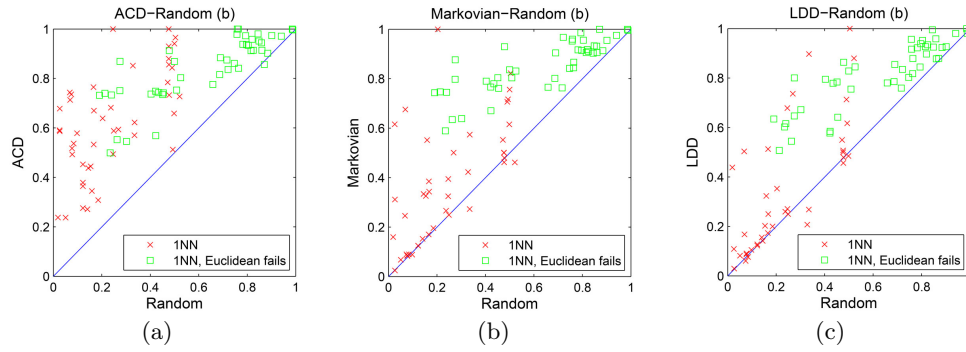 ACD−Random (b)
1
0.8
0.6
0.4
0.2
0
ACD
0 0.2 0.4 0.6 0.8 1
Random
1NN
1NN, Euclidean fails
(a)
Markovian−Random (b)
1
0.8
0.6
0.4
0.2
0
Markovian
0 0.2 0.4 0.6 0.8 1
Random
1NN
1NN, Euclidean fails
(b)
LDD−Random (b)
1
0.8
0.6
0.4
0.2
0
LDD
0 0.2 0.4 0.6 0.8 1
Random
1NN
1NN, Euclidean fails
(c)